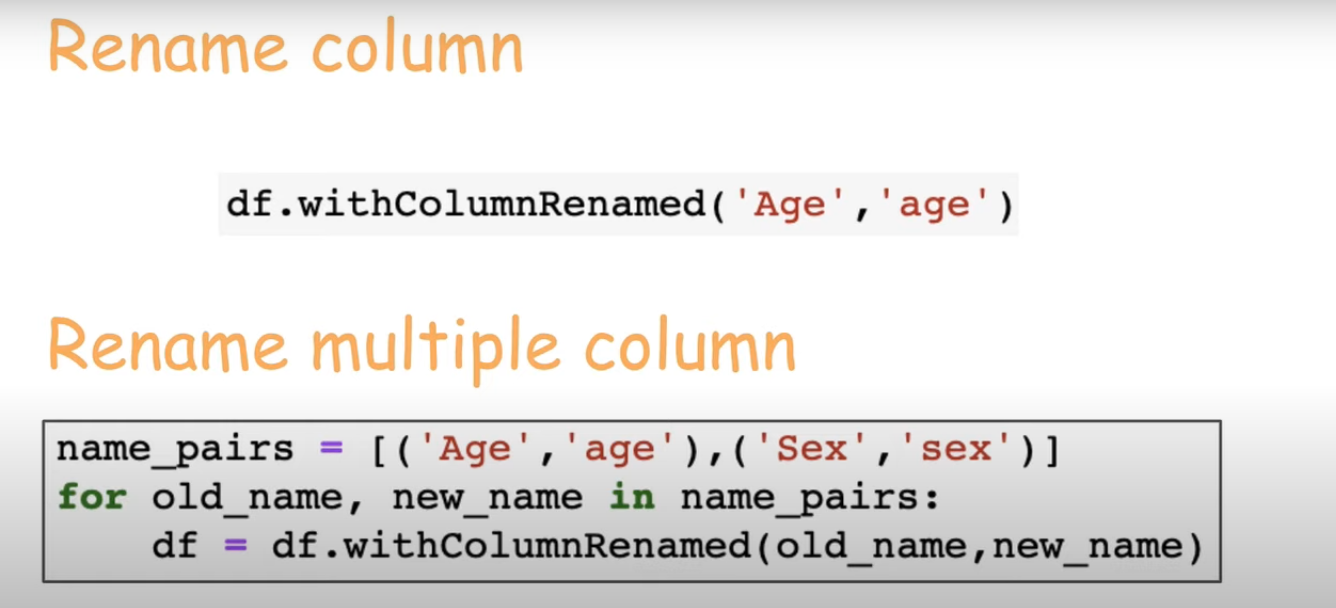 Rename column
df.withColumnRenamed('Age','age')
Rename multiple column
name_pairs = [('Age','age'),('Sex','sex')]
for old_name, new_name in name_pairs:
    df = df.withColumnRenamed(old_name,new_name)